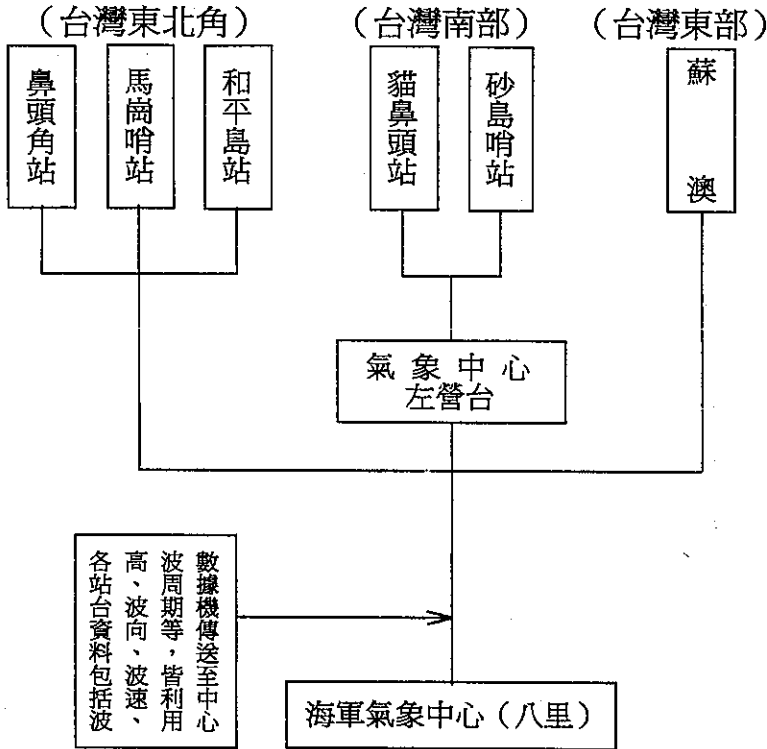 （台灣東北角）
（台灣南部）
（台灣東部）
鼻頭角站
馬崗哨站
和平島站
貓鼻頭站
砂島哨站
蘇澳
氣象中心
左營台
各站台資料包括波
高、波向、波速、
波周期等，皆利用
數據機傳送至中心
海軍氣象中心（八里）